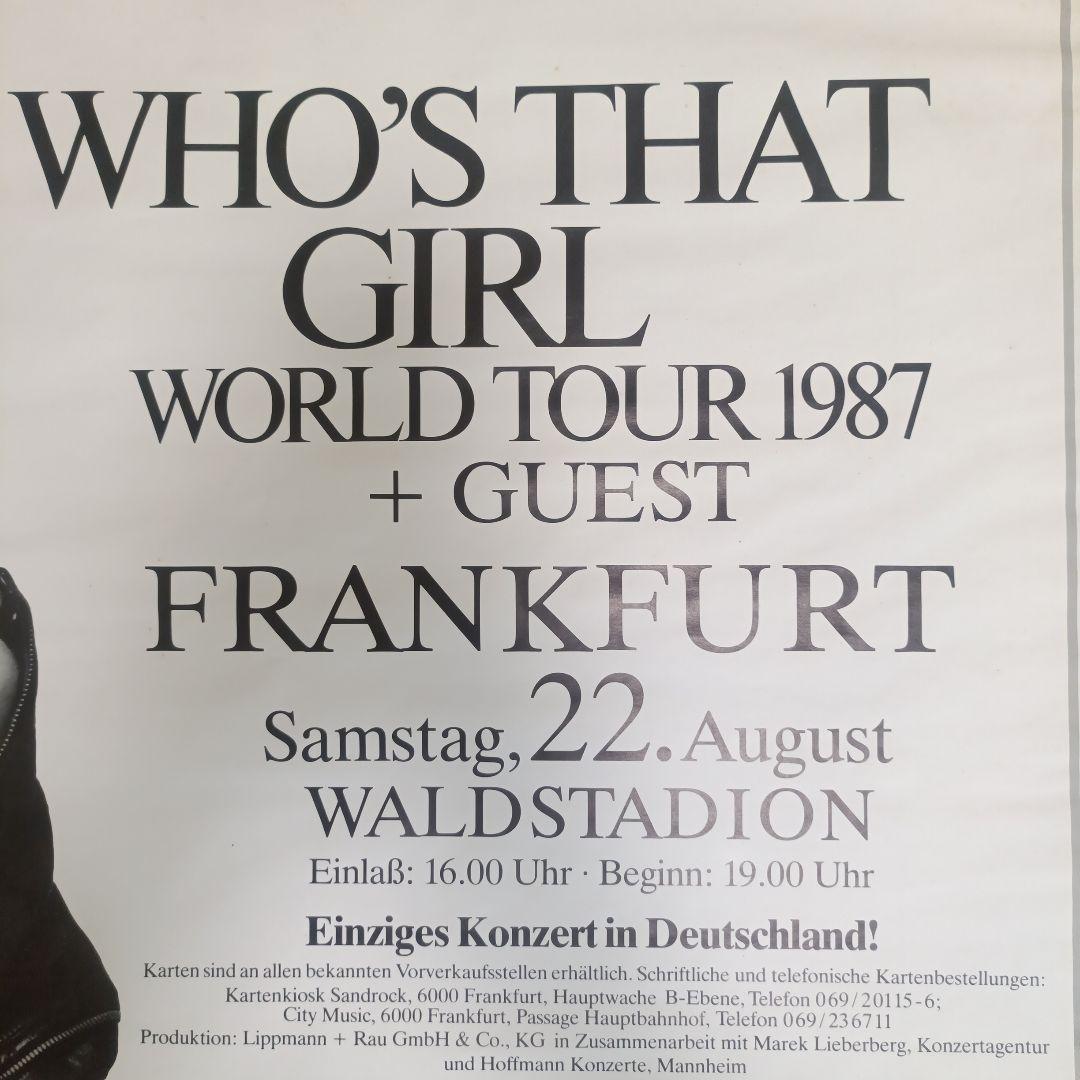 WHO'S THAT
GIRL
WORLD TOUR 1987
+ GUEST
FRANKFURT
Samstag, 22. August
WALDSTADION
Einlaß: 16.00 Uhr · Beginn: 19.00 Uhr
Einziges Konzert in Deutschland!
Karten sind an allen bekannten Vorverkaufsstellen erhältlich. Schriftliche und telefonische Kartenbestellungen:
Kartenkiosk Sandrock, 6000 Frankfurt, Hauptwache B-Ebene, Telefon 069/20115-6;
City Music, 6000 Frankfurt, Passage Hauptbahnhof, Telefon 069/236711
Produktion: Lippmann + Rau GmbH & Co., KG in Zusammenarbeit mit Marek Lieberberg, Konzertagentur
und Hoffmann Konzerte, Mannheim